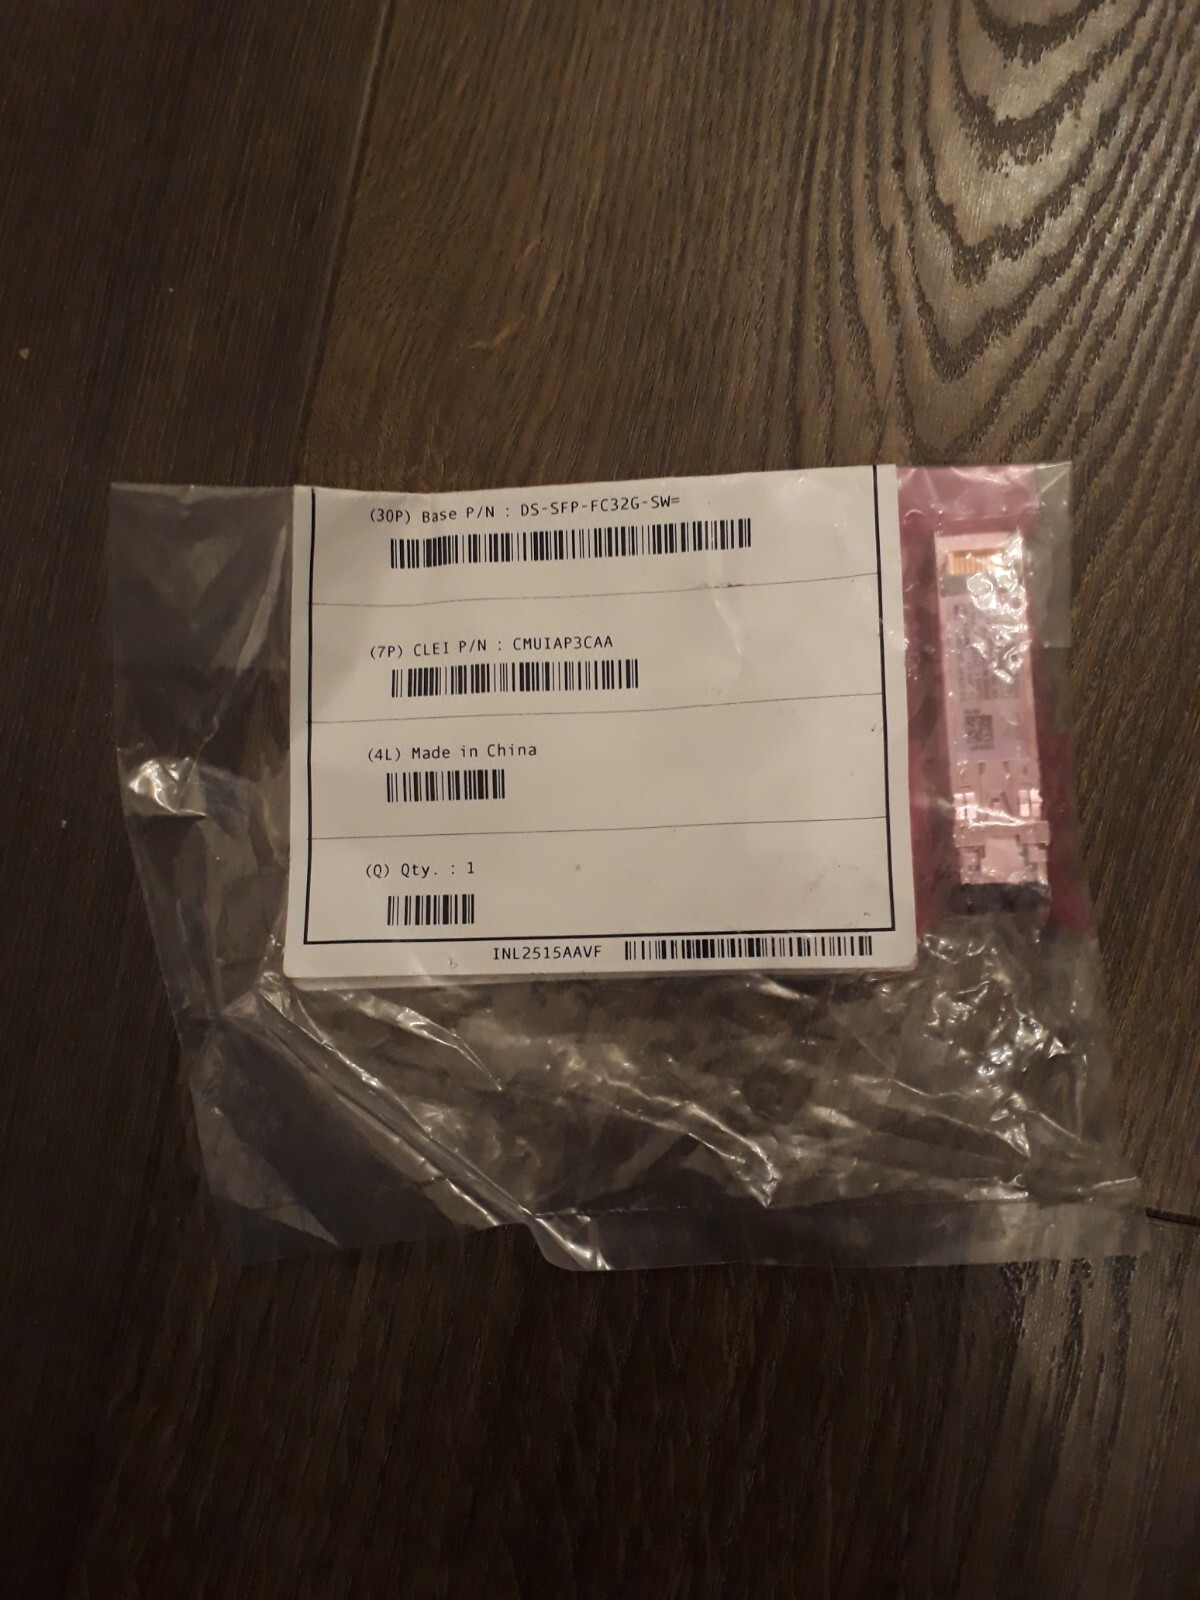 (30P) Base P/N : DS-SFP-FC32G-SW=
(7P) CLEI P/N : CMUIAP3CAA
(4L) Made in China
(Q) Qty. : 1
INL2515AAVF